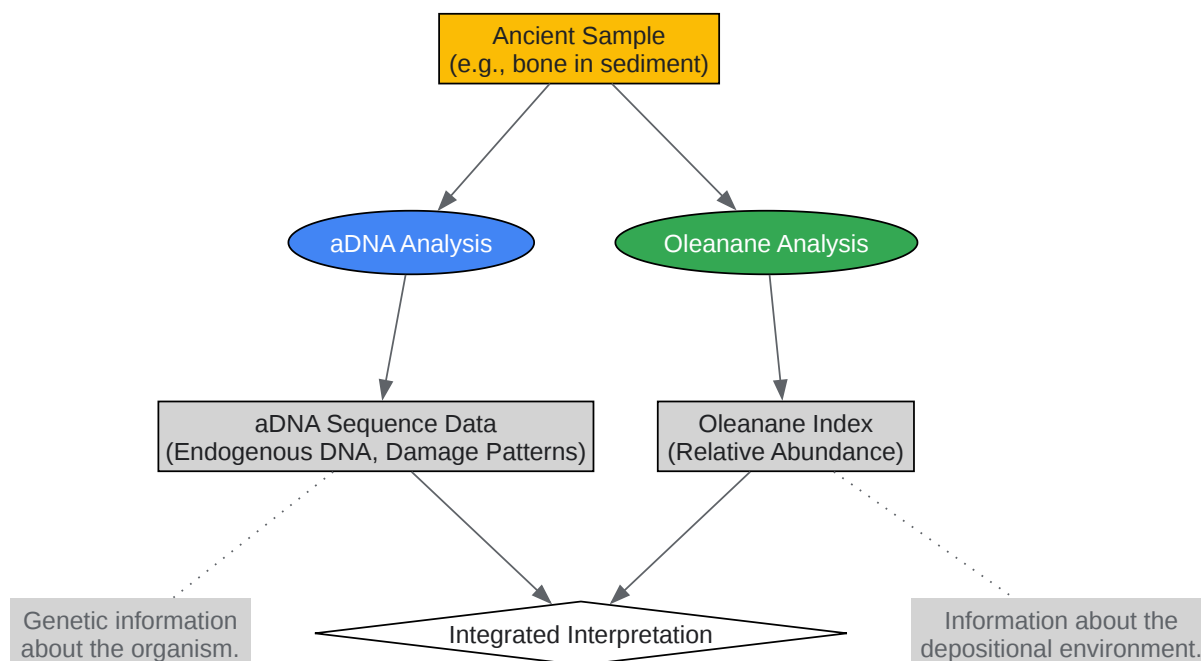 Ancient Sample
(e.g., bone in sediment)
aDNA Analysis
Oleanane Analysis
aDNA Sequence Data
(Endogenous DNA, Damage Patterns)
Oleanane Index
(Relative Abundance)
Genetic information
about the organism.
Integrated Interpretation
Information about the
depositional environment.